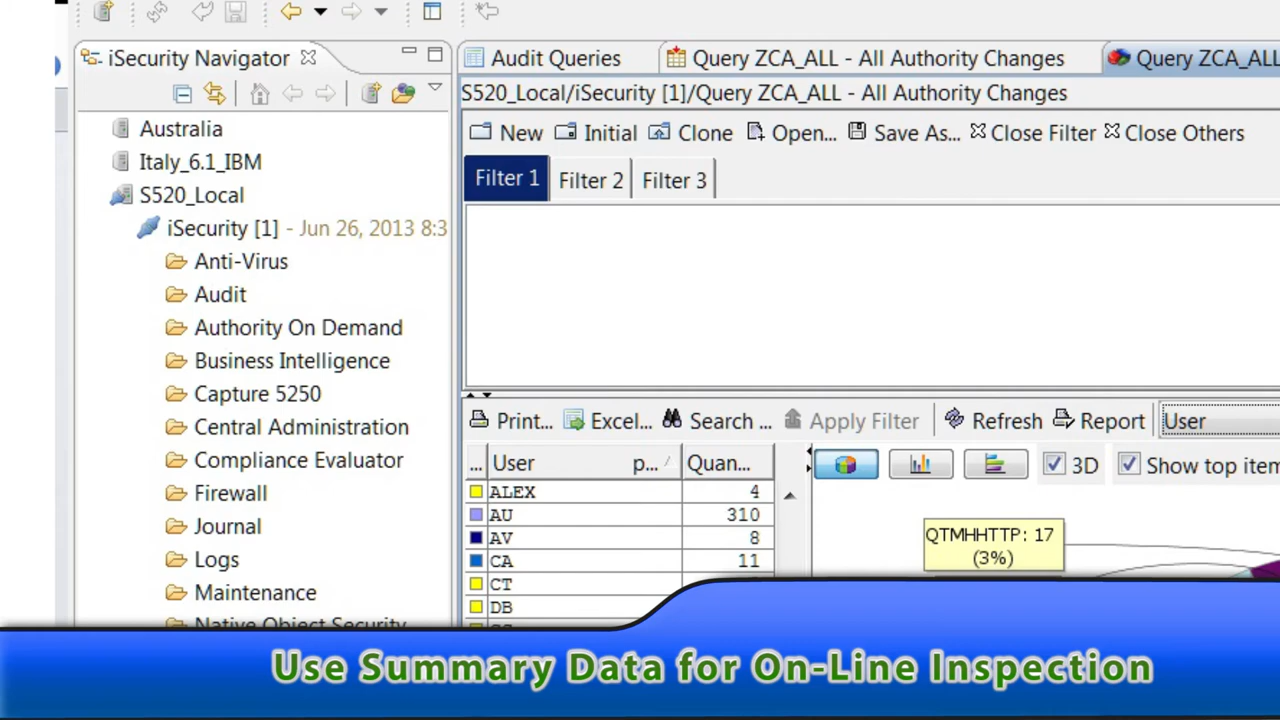 iSecurity Navigator
Australia
Italy_6.1_IBM
S520_Local
iSecurity [1] - Jun 26, 2013 8:3
Anti-Virus
Audit
Authority On Demand
Business Intelligence
Capture 5250
Central Administration
Compliance Evaluator
Firewall
Journal
Logs
Maintenance
Native Object Security
Audit Queries
Query ZCA_ALL - All Authority Changes
Query ZCA_ALL
S520_Local/iSecurity [1]/Query ZCA_ALL - All Authority Changes
New Initial Clone Open... Save As... Close Filter Close Others
Filter 1 Filter 2 Filter 3
Print... Excel... Search ... Apply Filter Refresh Report User
... User p... Quan...
3D Show top item
ALEX 4
AU 310
AV 8
CA 11
CT
DB
QTMHHTTP: 17
(3%)
Use Summary Data for On-Line Inspection